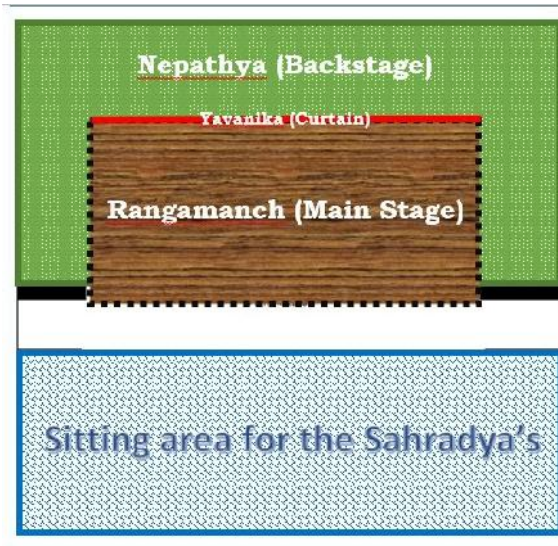 Nepathya (Backstage)
Yavanika (Curtain)
Rangamanch (Main Stage)
Sitting area for the Sahradya's